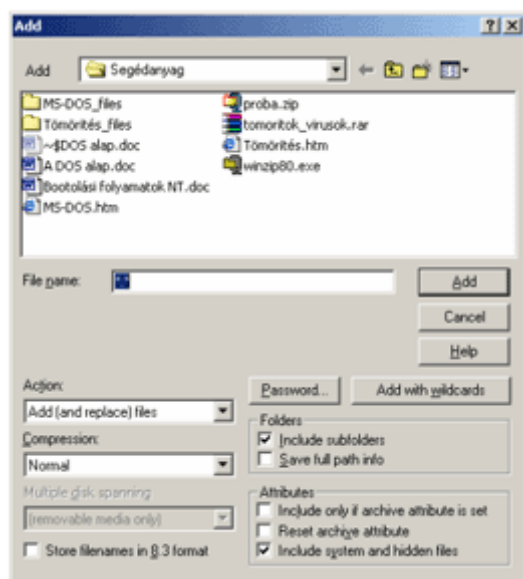 Add
Add Segédanyag
MS-DOS_files
Tömörítés_files
~$DOS alap.doc
A DOS alap.doc
Bootolási folyamatok NT.doc
MS-DOS.htm
proba.zip
tomoritok_virusok.rar
Tömörítés.htm
winzip80.exe
File name:
Add
Cancel
Help
Action:
Add (and replace) files
Compression:
Normal
Multiple disk spanning
(removable media only)
Store filenames in 8.3 format
Password...
Add with wildcards
Folders
Include subfolders
Save full path info
Attributes
Include only if archive attribute is set
Reset archive attribute
Include system and hidden files